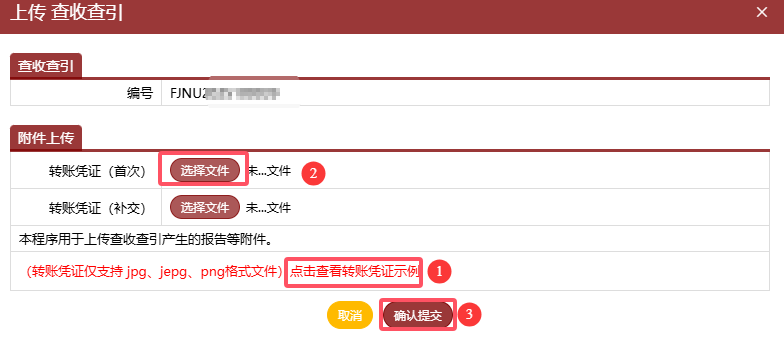 上传 查收查引 ×
查收查引
编号 FJNU
附件上传
转账凭证（首次） 选择文件 未...文件 2
转账凭证（补交） 选择文件 未...文件
本程序用于上传查收查引产生的报告等附件。
（转账凭证仅支持 jpg、jepg、png格式文件）点击查看转账凭证示例 1
取消 确认提交 3